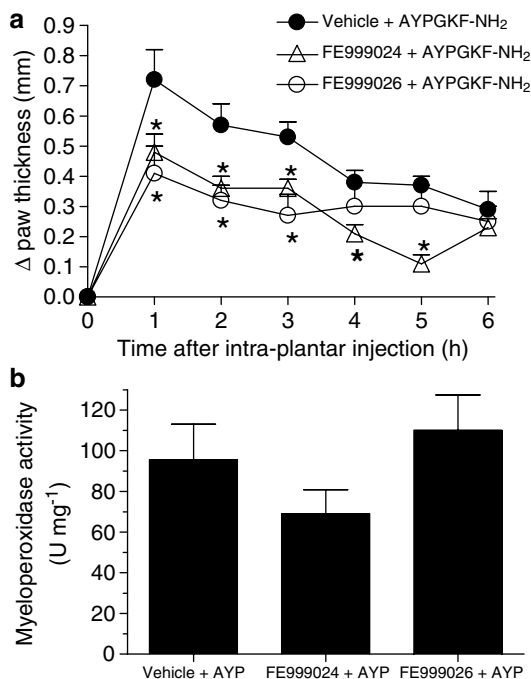 a
Vehicle + AYPGKF-NH₂
FE999024 + AYPGKF-NH₂
FE999026 + AYPGKF-NH₂
Δ paw thickness (mm)
0.9
0.8
0.7
0.6
0.5
0.4
0.3
0.2
0.1
0.0
* * *
* * * * *
0 1 2 3 4 5 6
Time after intra-plantar injection (h)
b
Myeloperoxidase activity
(U mg⁻¹)
120
100
80
60
40
20
0
Vehicle + AYP FE999024 + AYP FE999026 + AYP